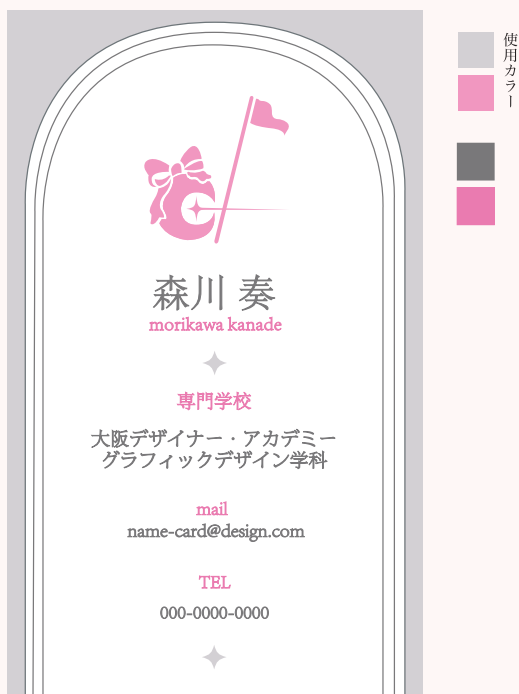 使用カラー
森川 奏
morikawa kanade
専門学校
大阪デザイナー・アカデミー
グラフィックデザイン学科
mail
name-card@design.com
TEL
000-0000-0000